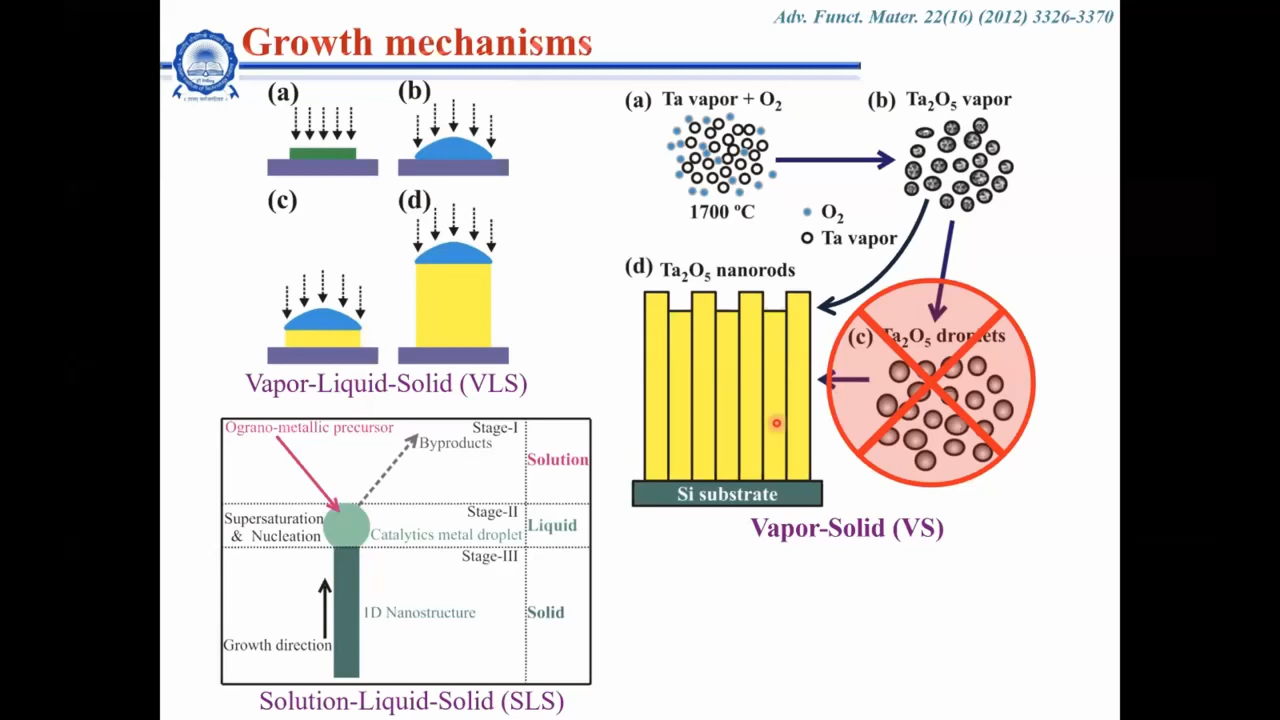 Adv. Funct. Mater. 22(16) (2012) 3326-3370
Growth mechanisms
(a)
(b)
(c)
(d)
Vapor-Liquid-Solid (VLS)
(a) Ta vapor + O₂
1700 ºC
O₂
Ta vapor
(b) Ta₂O₅ vapor
(c) Ta₂O₅ droplets
(d) Ta₂O₅ nanorods
Si substrate
Vapor-Solid (VS)
Ograno-metallic precursor
Stage-I
Byproducts
Solution
Supersaturation
& Nucleation
Stage-II
Catalytics metal droplet
Liquid
Stage-III
1D Nanostructure
Solid
Growth direction
Solution-Liquid-Solid (SLS)